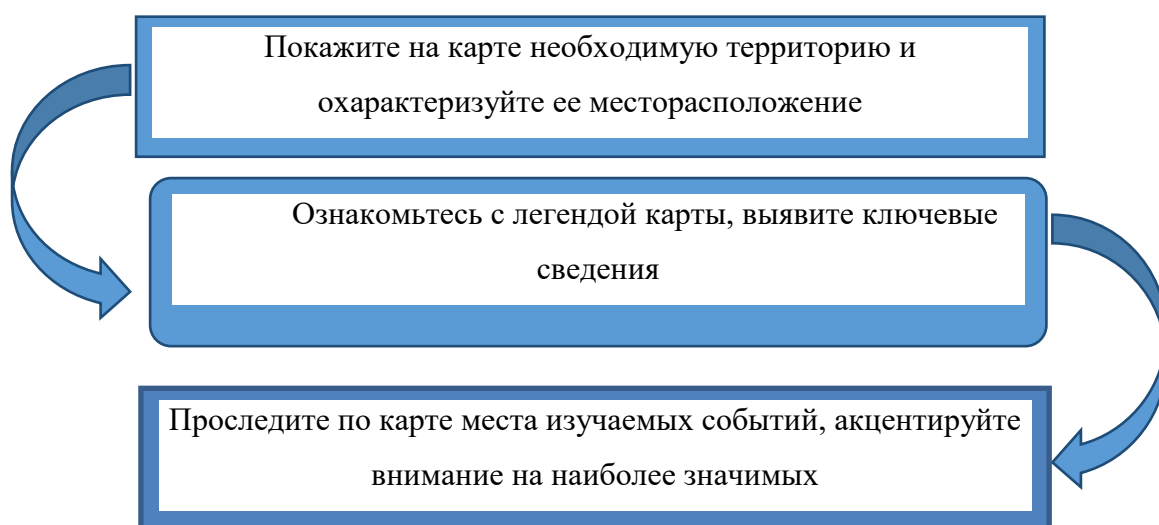 Покажите на карте необходимую территорию и
охарактеризуйте ее месторасположение
Ознакомьтесь с легендой карты, выявите ключевые
сведения
Проследите по карте места изучаемых событий, акцентируйте
внимание на наиболее значимых